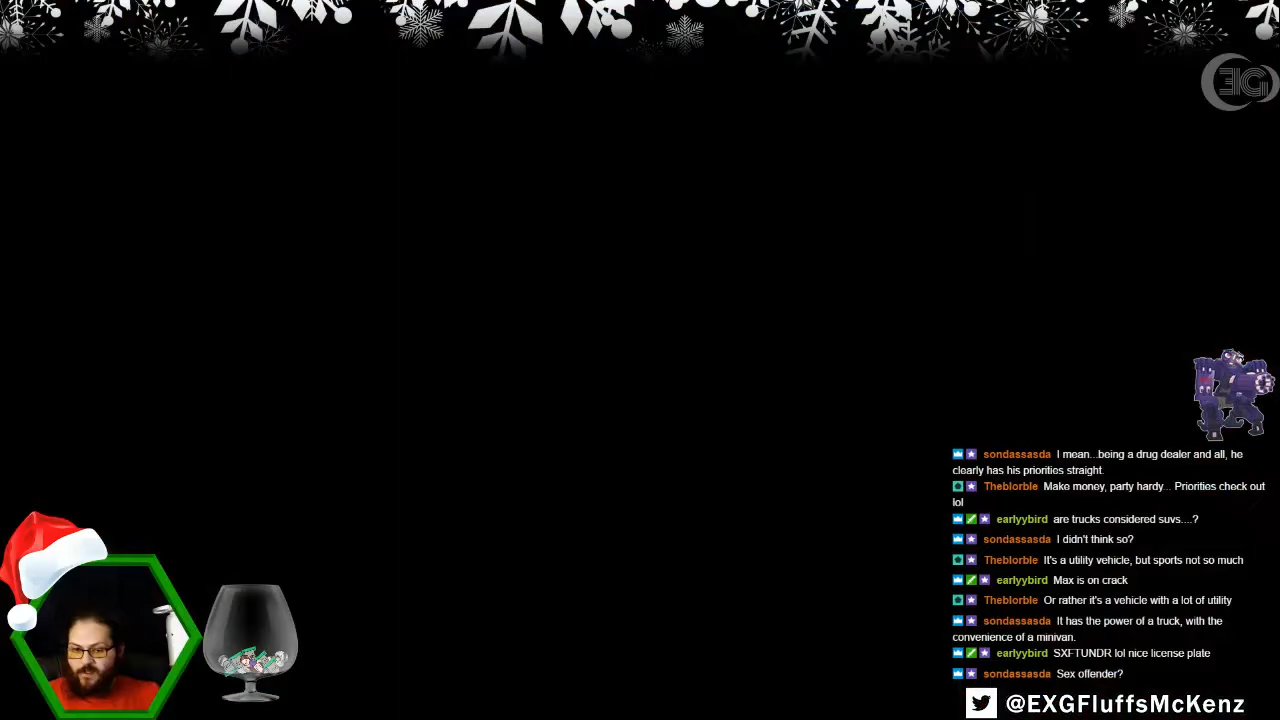 3G
sondassasda I mean...being a drug dealer and all, he
clearly has his priorities straight.
Theblorble Make money, party hardy... Priorities check out
lol
earlyybird are trucks considered suvs....?
sondassasda I didn't think so?
Theblorble It's a utility vehicle, but sports not so much
earlyybird Max is on crack
Theblorble Or rather it's a vehicle with a lot of utility
sondassasda It has the power of a truck, with the
convenience of a minivan.
earlyybird SXFTUNDR lol nice license plate
sondassasda Sex offender?
@EXGFluffsMcKenz